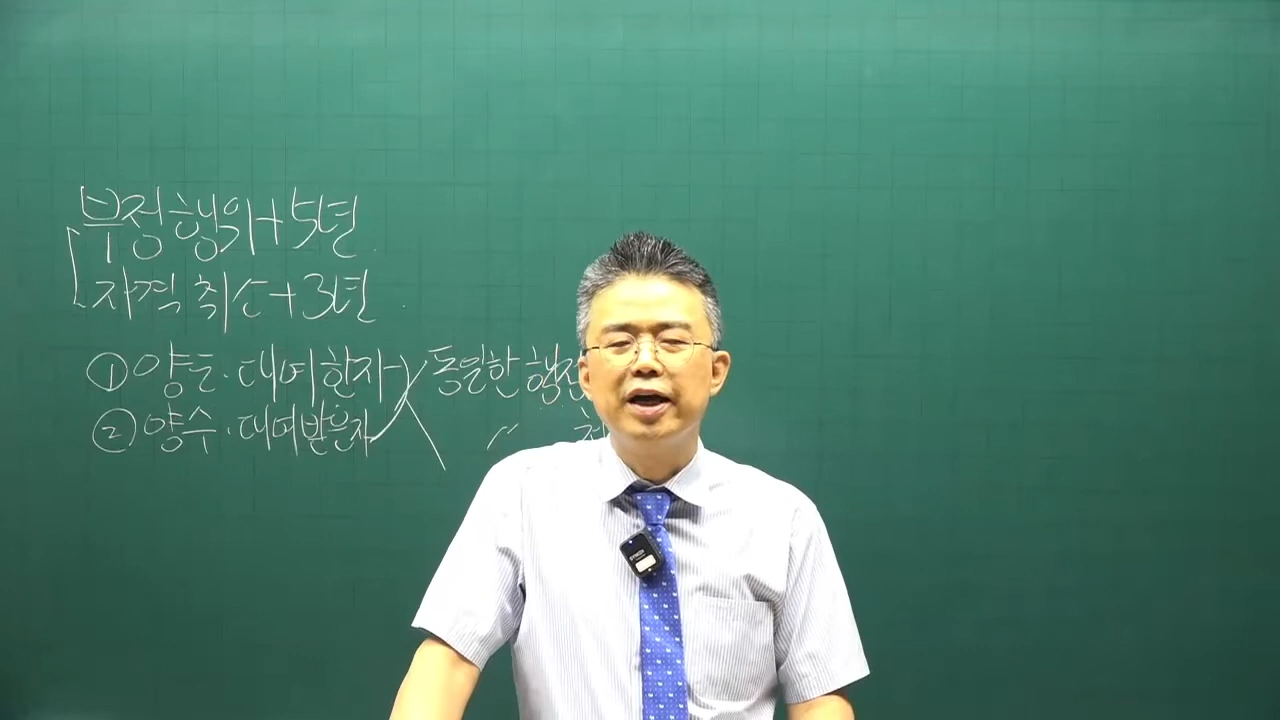 부정행위+5년
자격취소+3년
① 양도·대여한자 동일한
② 양수·대여받은자 〃